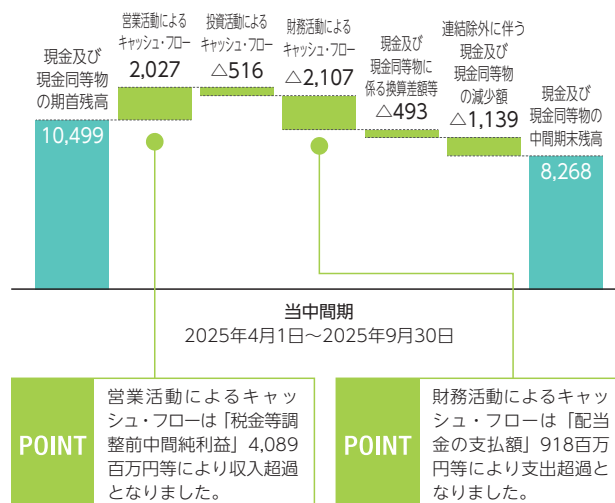 現金及び
現金同等物
の期首残高
10,499
営業活動による
キャッシュ・フロー
2,027
投資活動による
キャッシュ・フロー
△516
財務活動による
キャッシュ・フロー
△2,107
現金及び
現金同等物に
係る換算差額等
△493
連結除外に伴う
現金及び
現金同等物
の減少額
△1,139
現金及び
現金同等物の
中間期末残高
8,268
当中間期
2025年4月1日～2025年9月30日
POINT
営業活動によるキャッ
シュ・フローは「税金等調
整前中間純利益」4,089
百万円等により収入超過
となりました。
POINT
財務活動によるキャッ
シュ・フローは「配当
金の支払額」918百万
円等により支出超過と
なりました。